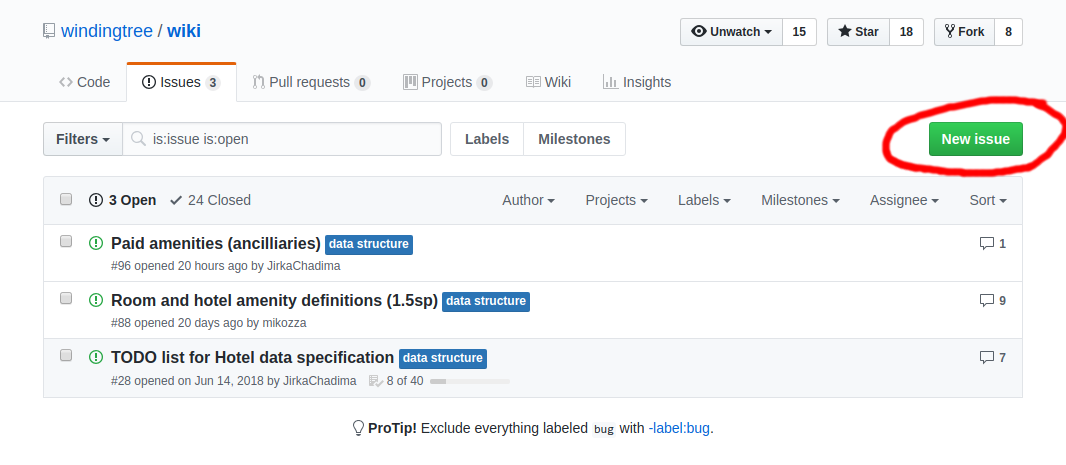 windingtree / wiki Unwatch 15 Star 18 Fork 8
Code Issues 3 Pull requests 0 Projects 0 Wiki Insights
Filters is:issue is:open Labels Milestones New issue
3 Open 24 Closed Author Projects Labels Milestones Assignee Sort
Paid amenities (ancilliaries) data structure 1
#96 opened 20 hours ago by JirkaChadima
Room and hotel amenity definitions (1.5sp) data structure 9
#88 opened 20 days ago by mikozza
TODO list for Hotel data specification data structure 7
#28 opened on Jun 14, 2018 by JirkaChadima 8 of 40
ProTip! Exclude everything labeled bug with -label:bug.